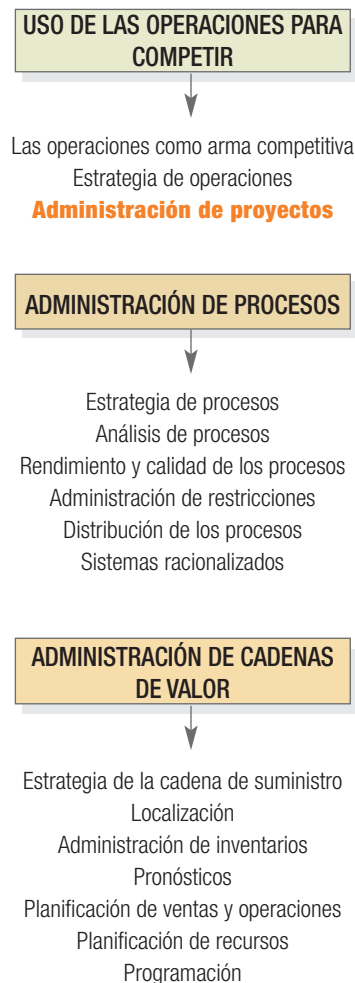 USO DE LAS OPERACIONES PARA
COMPETIR
Las operaciones como arma competitiva
Estrategia de operaciones
Administración de proyectos
ADMINISTRACIÓN DE PROCESOS
Estrategia de procesos
Análisis de procesos
Rendimiento y calidad de los procesos
Administración de restricciones
Distribución de los procesos
Sistemas racionalizados
ADMINISTRACIÓN DE CADENAS
DE VALOR
Estrategia de la cadena de suministro
Localización
Administración de inventarios
Pronósticos
Planificación de ventas y operaciones
Planificación de recursos
Programación